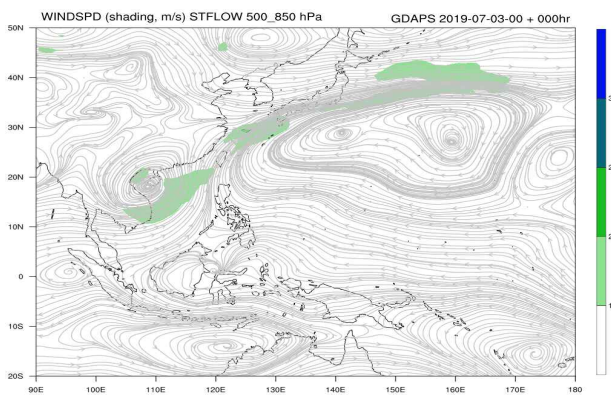 WINDSPD (shading, m/s) STFLOW 500_850 hPa
GDAPS 2019-07-03-00 + 000hr
50N
40N
30N
20N
10N
0
10S
20S
90E 100E 110E 120E 130E 140E 150E 160E 170E 180